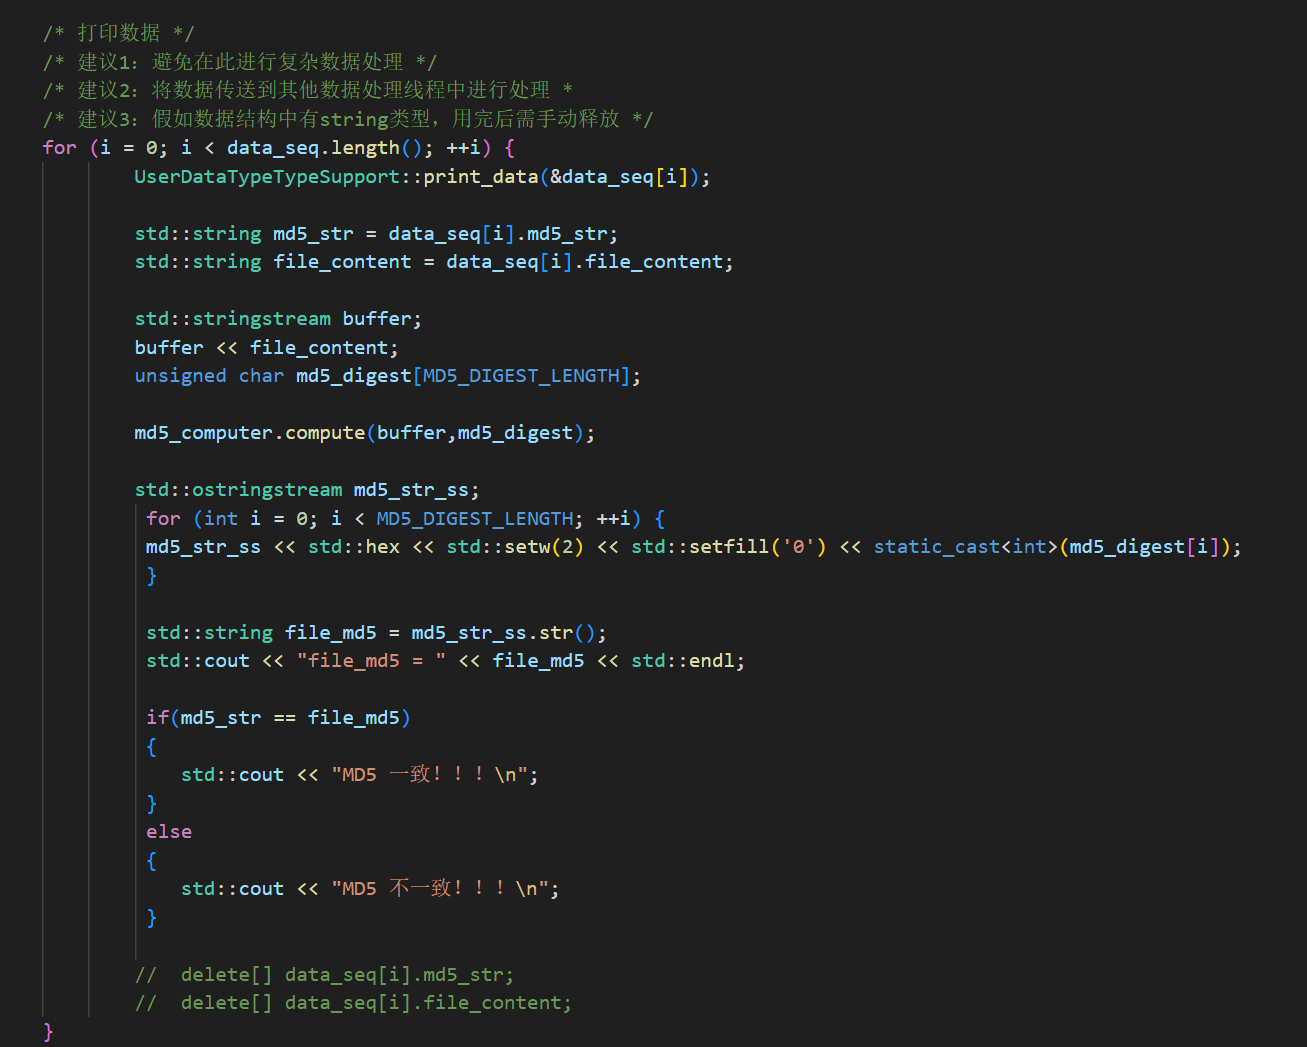 /* 打印数据 */
/* 建议1：避免在此进行复杂数据处理 */
/* 建议2：将数据传送到其他数据处理线程中进行处理 *
/* 建议3：假如数据结构中有string类型，用完后需手动释放 */
for (i = 0; i < data_seq.length(); ++i) {
UserDataTypeTypeSupport::print_data(&data_seq[i]);
std::string md5_str = data_seq[i].md5_str;
std::string file_content = data_seq[i].file_content;
std::stringstream buffer;
buffer << file_content;
unsigned char md5_digest[MD5_DIGEST_LENGTH];
md5_computer.compute(buffer,md5_digest);
std::ostringstream md5_str_ss;
for (int i = 0; i < MD5_DIGEST_LENGTH; ++i) {
md5_str_ss << std::hex << std::setw(2) << std::setfill('0') << static_cast<int>(md5_digest[i]);
}
std::string file_md5 = md5_str_ss.str();
std::cout << "file_md5 = " << file_md5 << std::endl;
if(md5_str == file_md5)
{
std::cout << "MD5 一致！！！\n";
}
else
{
std::cout << "MD5 不一致！！！\n";
}
//  delete[] data_seq[i].md5_str;
//  delete[] data_seq[i].file_content;
}